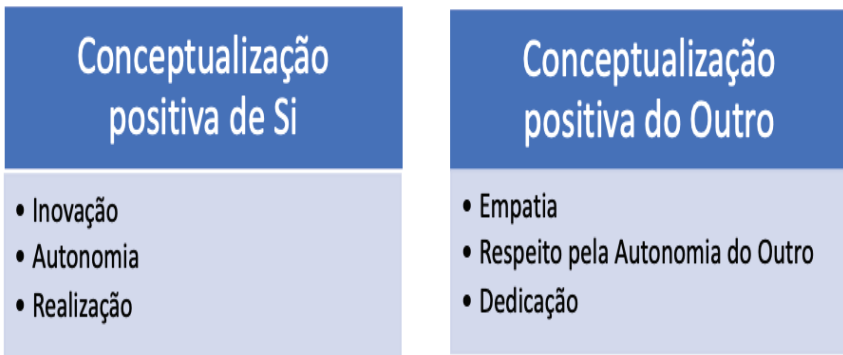 Conceptualização
positiva de Si
• Inovação
• Autonomia
• Realização
Conceptualização
positiva do Outro
• Empatia
• Respeito pela Autonomia do Outro
• Dedicação